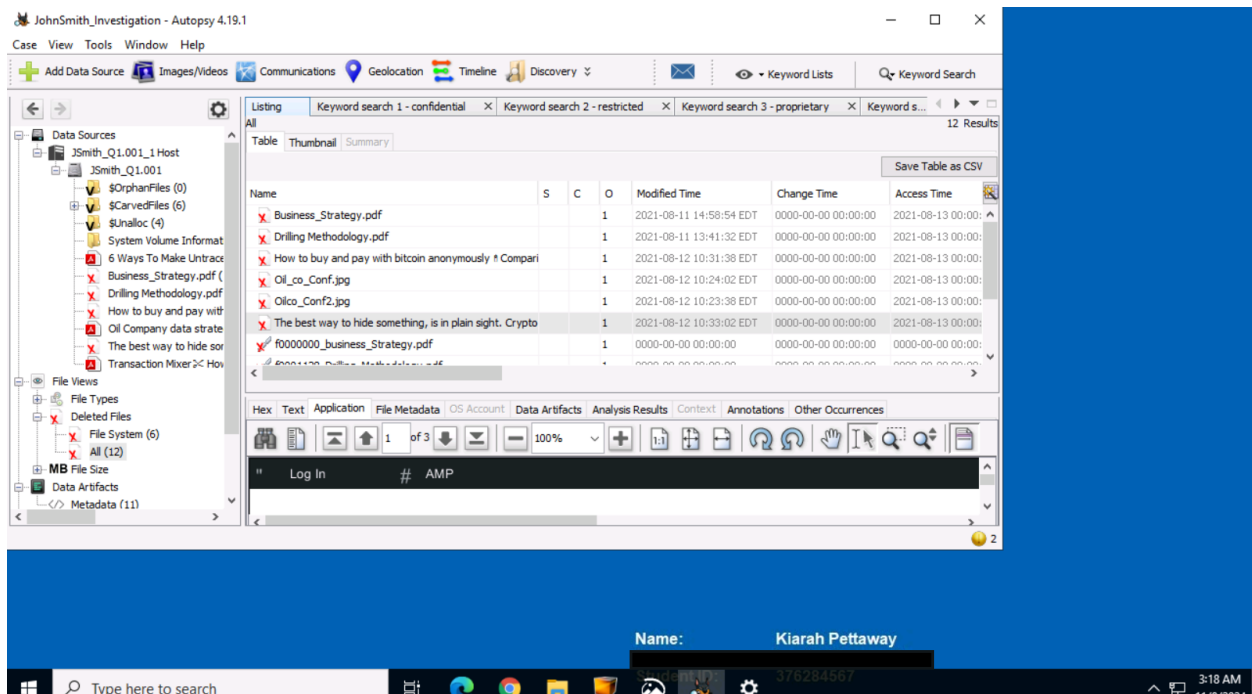 JohnSmith_Investigation - Autopsy 4.19.1
Case View Tools Window Help
Add Data Source Images/Videos Communications Geolocation Timeline Discovery Keyword Lists Keyword Search
Listing Keyword search 1 - confidential Keyword search 2 - restricted Keyword search 3 - proprietary Keyword s...
All 12 Results
Table Thumbnail Summary
Save Table as CSV
Name S C O Modified Time Change Time Access Time
Business_Strategy.pdf 1 2021-08-11 14:58:54 EDT 0000-00-00 00:00:00 2021-08-13 00:00:
Drilling Methodology.pdf 1 2021-08-11 13:41:32 EDT 0000-00-00 00:00:00 2021-08-13 00:00:
How to buy and pay with bitcoin anonymously Compari 1 2021-08-12 10:31:38 EDT 0000-00-00 00:00:00 2021-08-13 00:00:
Oil_co_Conf.jpg 1 2021-08-12 10:24:02 EDT 0000-00-00 00:00:00 2021-08-13 00:00:
Oilco_Conf2.jpg 1 2021-08-12 10:23:38 EDT 0000-00-00 00:00:00 2021-08-13 00:00:
The best way to hide something, is in plain sight. Crypto 1 2021-08-12 10:33:02 EDT 0000-00-00 00:00:00 2021-08-13 00:00:
f0000000_business_Strategy.pdf 1 0000-00-00 00:00:00 0000-00-00 00:00:00 0000-00-00 00:00:
Data Sources
JSmith_Q1.001_1 Host
JSmith_Q1.001
$OrphanFiles (0)
$CarvedFiles (6)
$Unalloc (4)
System Volume Informat
6 Ways To Make Untrace
Business_Strategy.pdf (
Drilling Methodology.pdf
How to buy and pay with
Oil Company data strate
The best way to hide sor
Transaction Mixer How
File Views
File Types
Deleted Files
File System (6)
All (12)
MB File Size
Data Artifacts
Metadata (11)
Hex Text Application File Metadata OS Account Data Artifacts Analysis Results Context Annotations Other Occurrences
1 of 3 100% 1:1
" Log In # AMP
2
Name: Kiarah Pettaway
Type here to search
3:18 AM